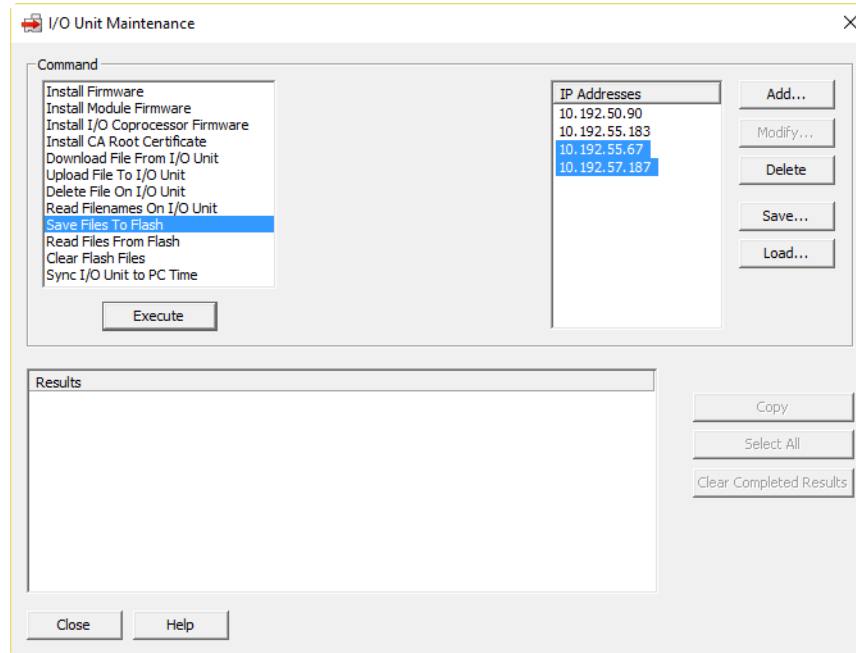 I/O Unit Maintenance
Command
Install Firmware
Install Module Firmware
Install I/O Coprocessor Firmware
Install CA Root Certificate
Download File From I/O Unit
Upload File To I/O Unit
Delete File On I/O Unit
Read Filenames On I/O Unit
Save Files To Flash
Read Files From Flash
Clear Flash Files
Sync I/O Unit to PC Time
Execute
IP Addresses
10.192.50.90
10.192.55.183
10.192.55.67
10.192.57.187
Add...
Modify...
Delete
Save...
Load...
Results
Copy
Select All
Clear Completed Results
Close
Help